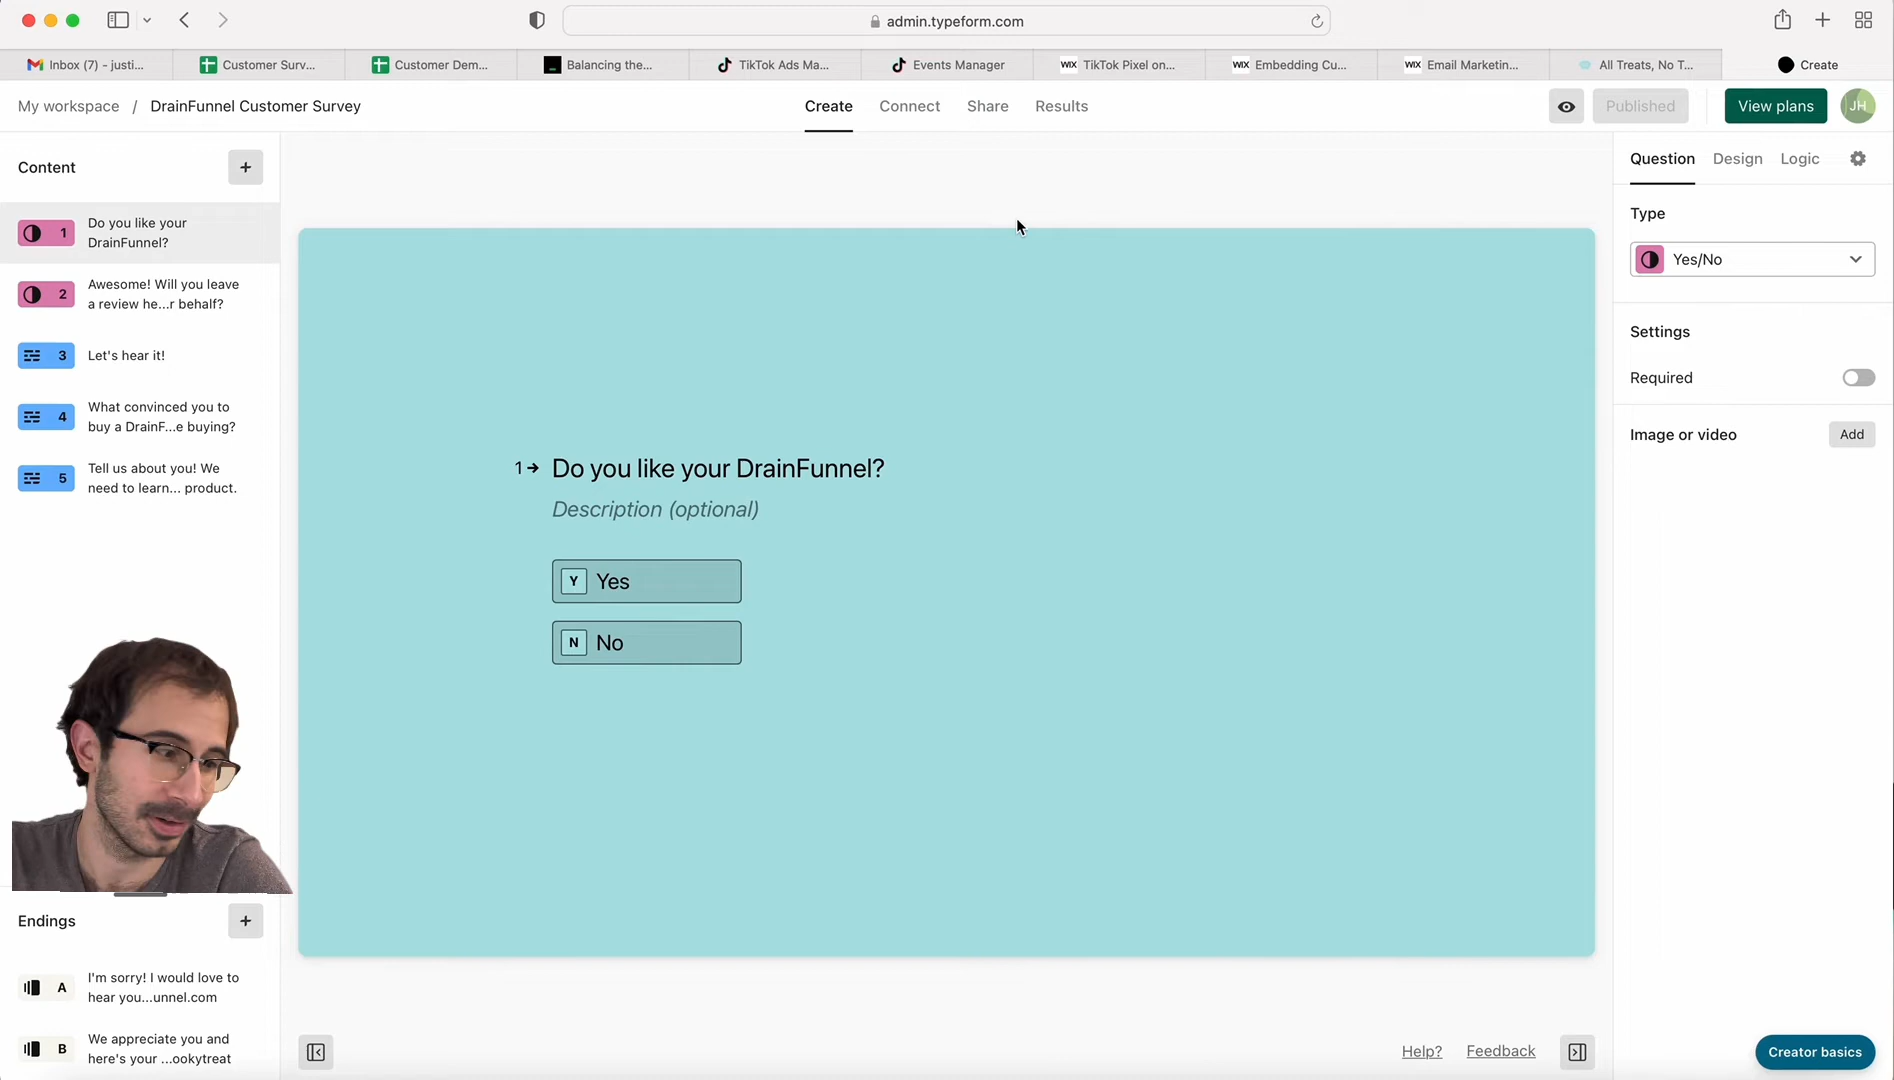 admin.typeform.com
Inbox (7) - justi...
Customer Surv...
Customer Dem...
Balancing the...
TikTok Ads Ma...
Events Manager
WIX TikTok Pixel on...
WIX Embedding Cu...
WIX Email Marketin...
All Treats, No T...
Create
My workspace / DrainFunnel Customer Survey
Create
Connect
Share
Results
Published
View plans
JH
Content
+
1 Do you like your
DrainFunnel?
2 Awesome! Will you leave
a review he...r behalf?
3 Let's hear it!
4 What convinced you to
buy a DrainF...e buying?
5 Tell us about you! We
need to learn... product.
Endings
+
A I'm sorry! I would love to
hear you...unnel.com
B We appreciate you and
here's your ...ookytreat
1 Do you like your DrainFunnel?
Description (optional)
Y Yes
N No
Help?
Feedback
Question
Design
Logic
Type
Yes/No
Settings
Required
Image or video
Add
Creator basics